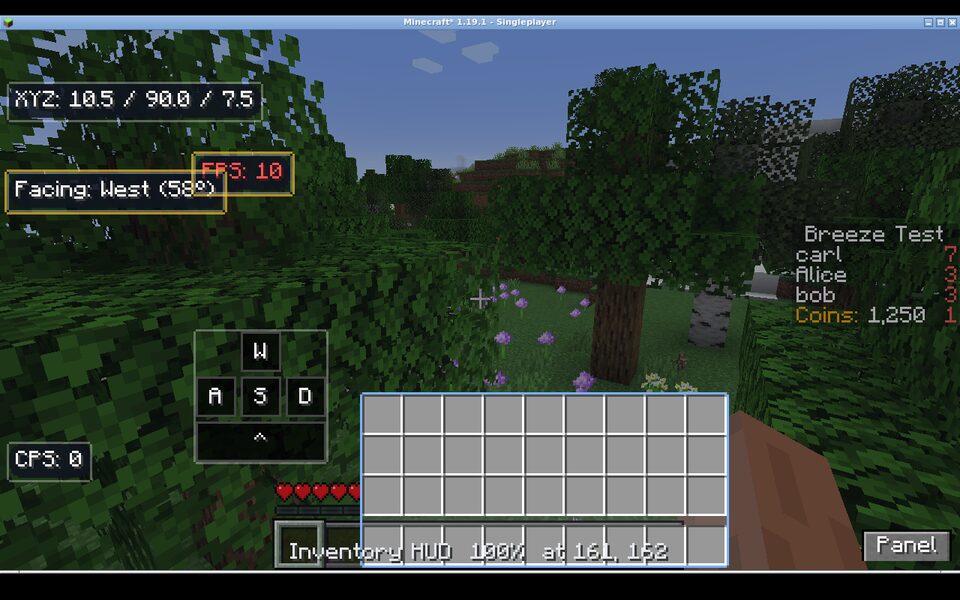 Minecraft* 1.19.1 - Singleplayer
XYZ: 10.5 / 90.0 / 7.5
FPS: 10
Facing: West (58°)
Breeze Test
carl 7
Alice 3
bob 3
Coins: 1,250 1
W
A S D
^
CPS: 0
Inventory HUD 100% at 161, 162
Panel